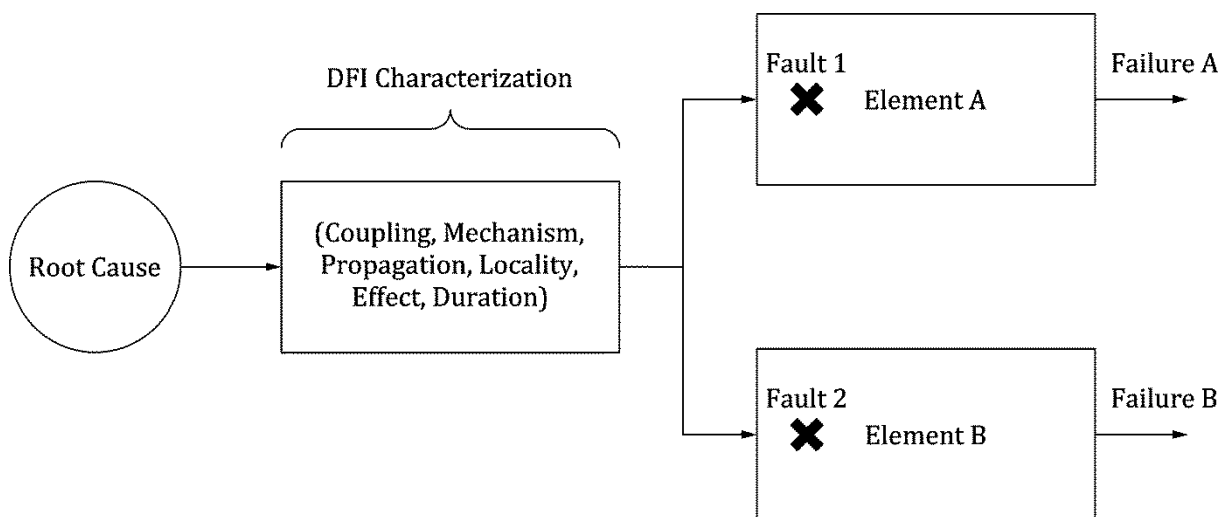 DFI Characterization
Root Cause
(Coupling, Mechanism,
Propagation, Locality,
Effect, Duration)
Fault 1
Element A
Failure A
Fault 2
Element B
Failure B